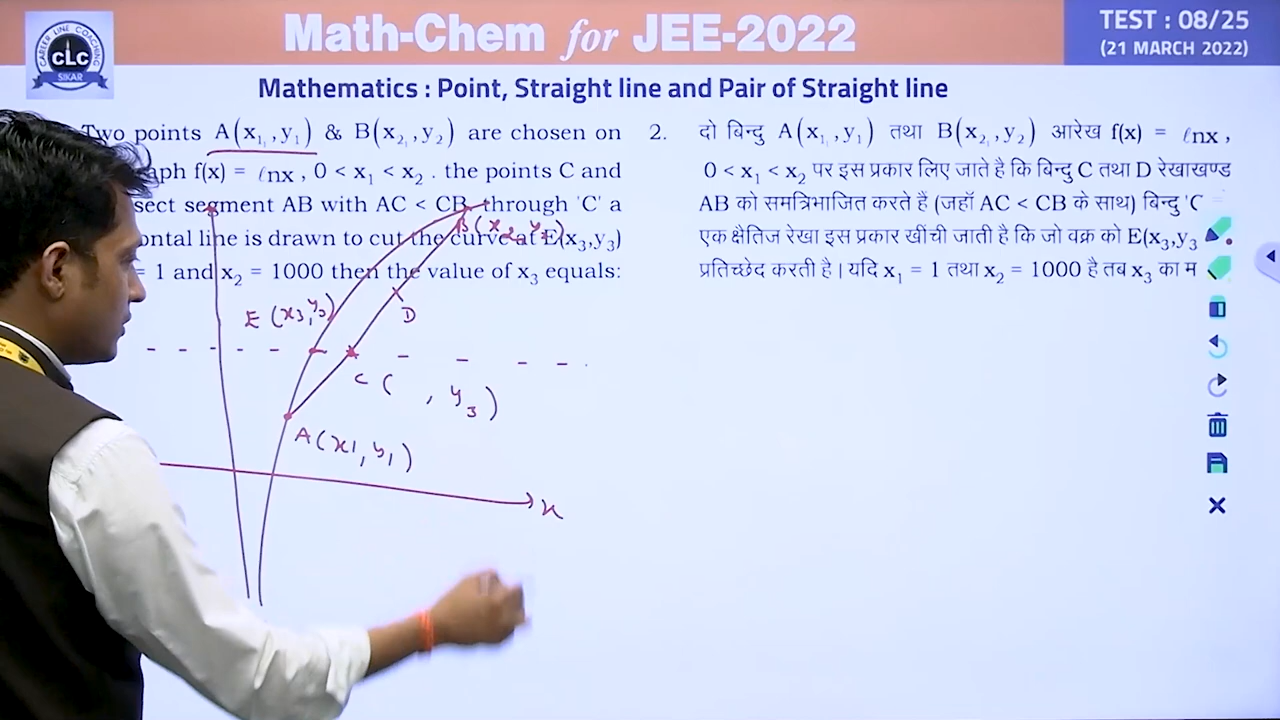 CAREER LINE COACHING
CLC
SIKAR
Math-Chem for JEE-2022
TEST : 08/25
(21 MARCH 2022)
Mathematics : Point, Straight line and Pair of Straight line
Two points A(x₁,y₁) & B(x₂,y₂) are chosen on
aph f(x) = ℓnx , 0 < x₁ < x₂ . the points C and
sect segment AB with AC < CB through 'C' a
ontal line is drawn to cut the curve at E(x₃,y₃)
= 1 and x₂ = 1000 then the value of x₃ equals:
2. दो बिन्दु A(x₁,y₁) तथा B(x₂,y₂) आरेख f(x) = ℓnx ,
0 < x₁ < x₂ पर इस प्रकार लिए जाते है कि बिन्दु C तथा D रेखाखण्ड
AB को समत्रिभाजित करते हैं (जहाँ AC < CB के साथ) बिन्दु 'C
एक क्षैतिज रेखा इस प्रकार खींची जाती है कि जो वक्र को E(x₃,y₃
प्रतिच्छेद करती है। यदि x₁ = 1 तथा x₂ = 1000 है तब x₃ का म
B(x₂,y₂)
E (x₃,y₃)
D
C ( , y₃)
A(x₁,y₁)
x